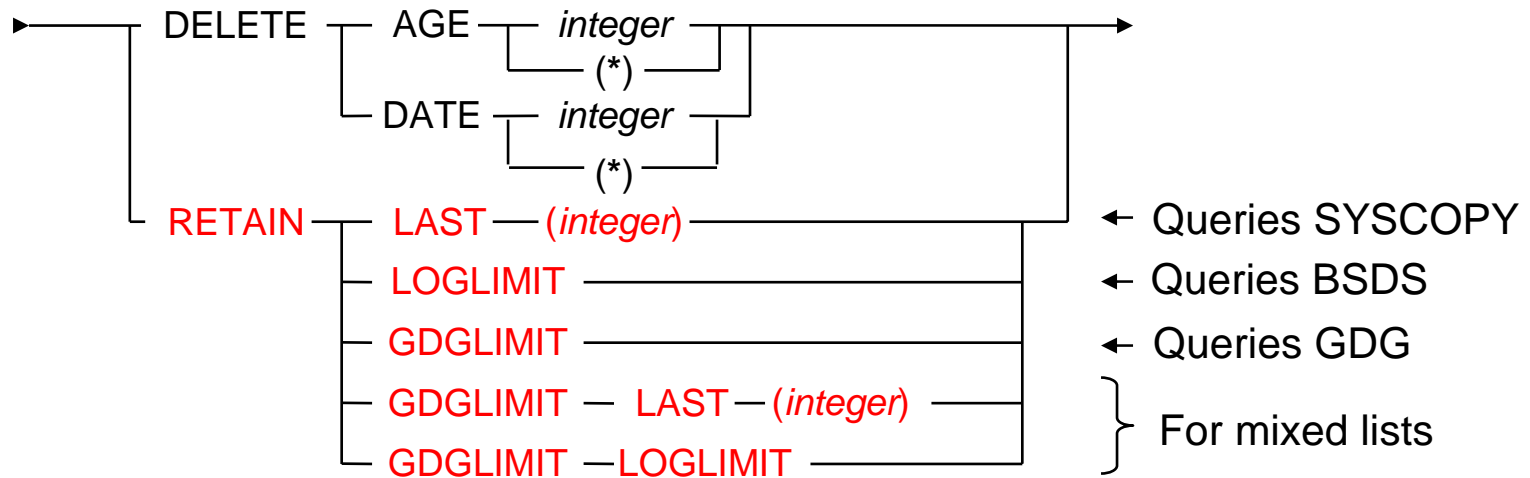 DELETE AGE integer
(*)
DATE integer
(*)
RETAIN LAST (integer) Queries SYSCOPY
LOGLIMIT Queries BSDS
GDGLIMIT Queries GDG
GDGLIMIT LAST (integer)
For mixed lists
GDGLIMIT LOGLIMIT